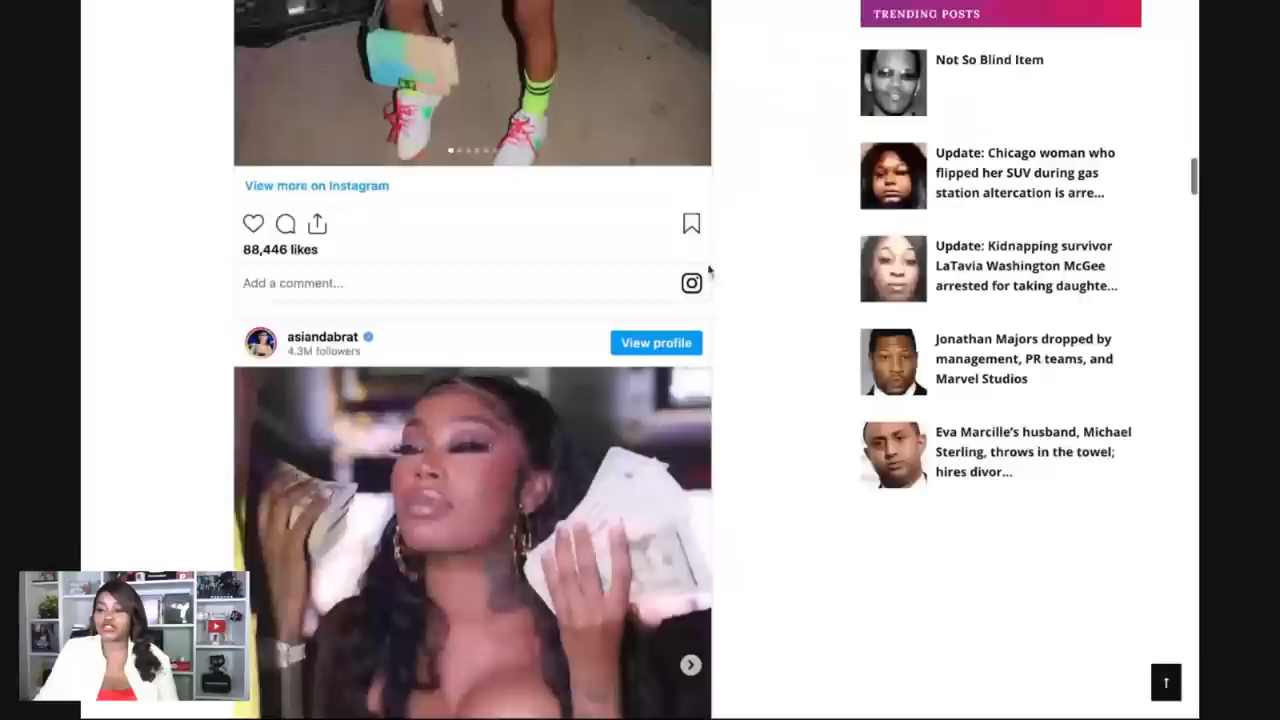 View more on Instagram
88,446 likes
Add a comment...
asiandabrat
4.3M followers
View profile
TRENDING POSTS
Not So Blind Item
Update: Chicago woman who
flipped her SUV during gas
station altercation is arre...
Update: Kidnapping survivor
LaTavia Washington McGee
arrested for taking daughte...
Jonathan Majors dropped by
management, PR teams, and
Marvel Studios
Eva Marcille’s husband, Michael
Sterling, throws in the towel;
hires divor...